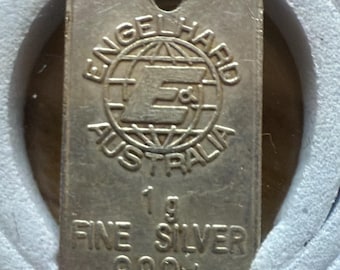 ENGELHARD
E
AUSTRALIA
1 g
FINE SILVER